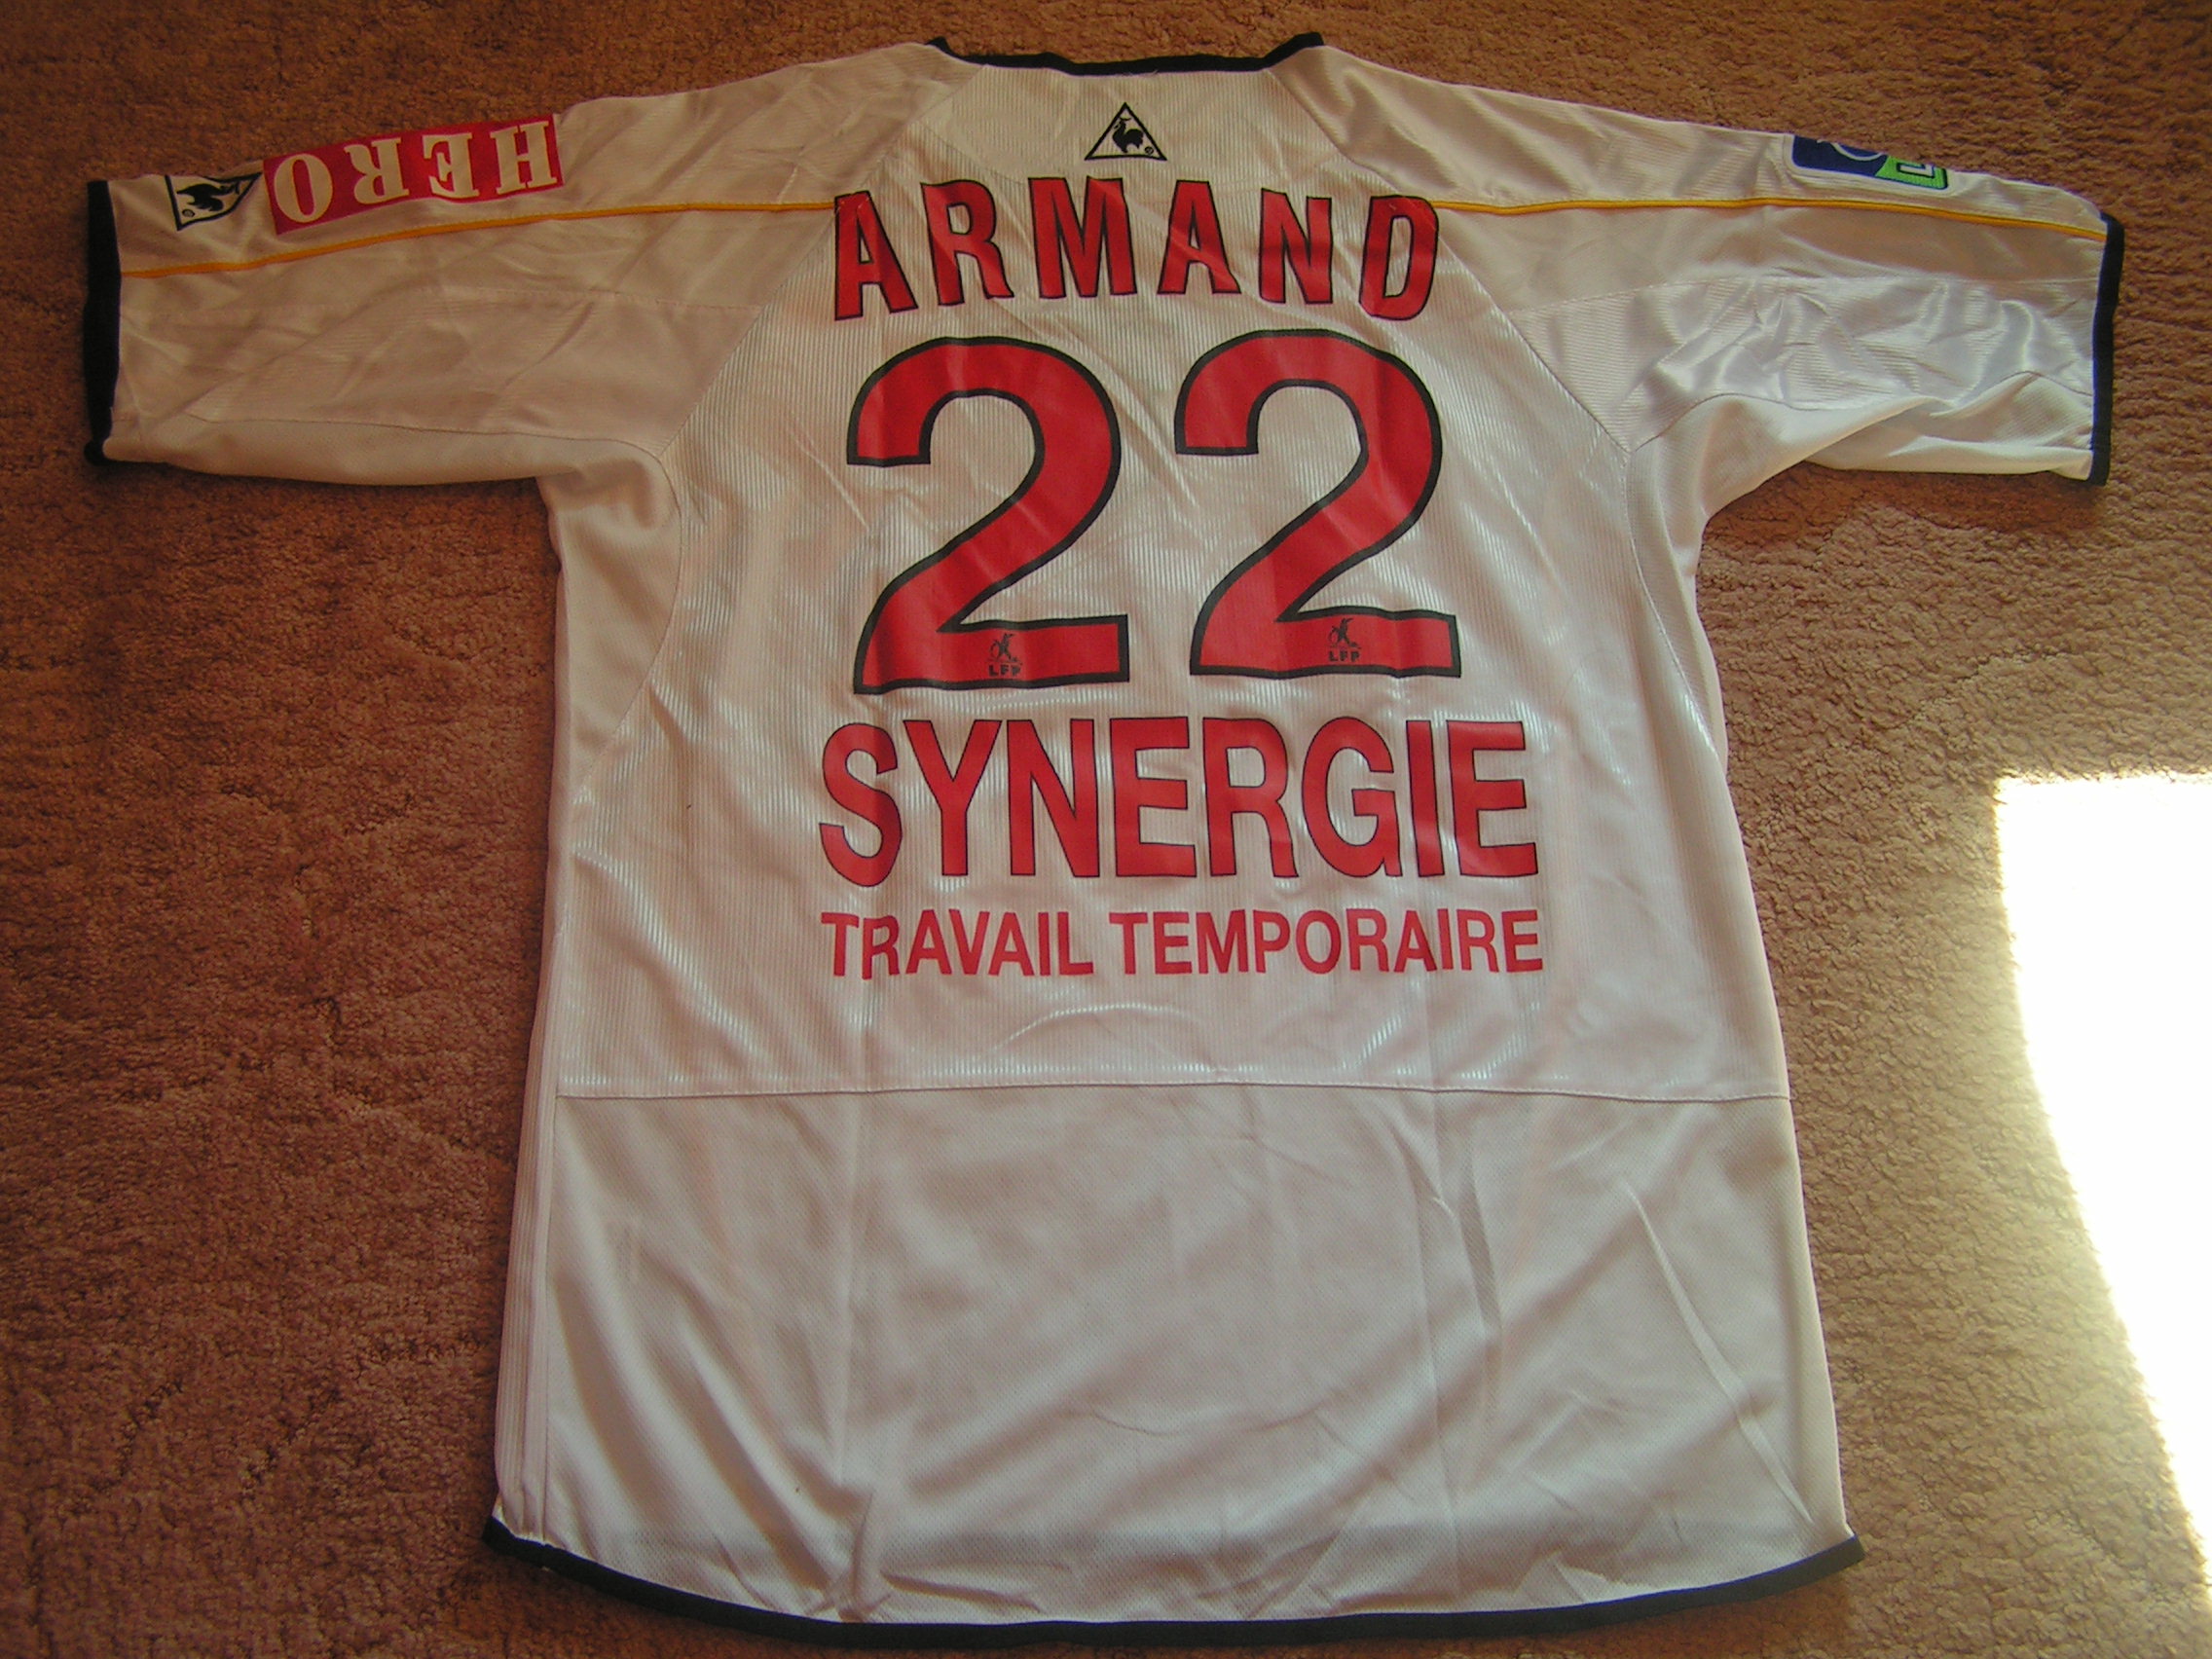 HERO
ARMAND
22
LFP LFP
SYNERGIE
TRAVAIL TEMPORAIRE